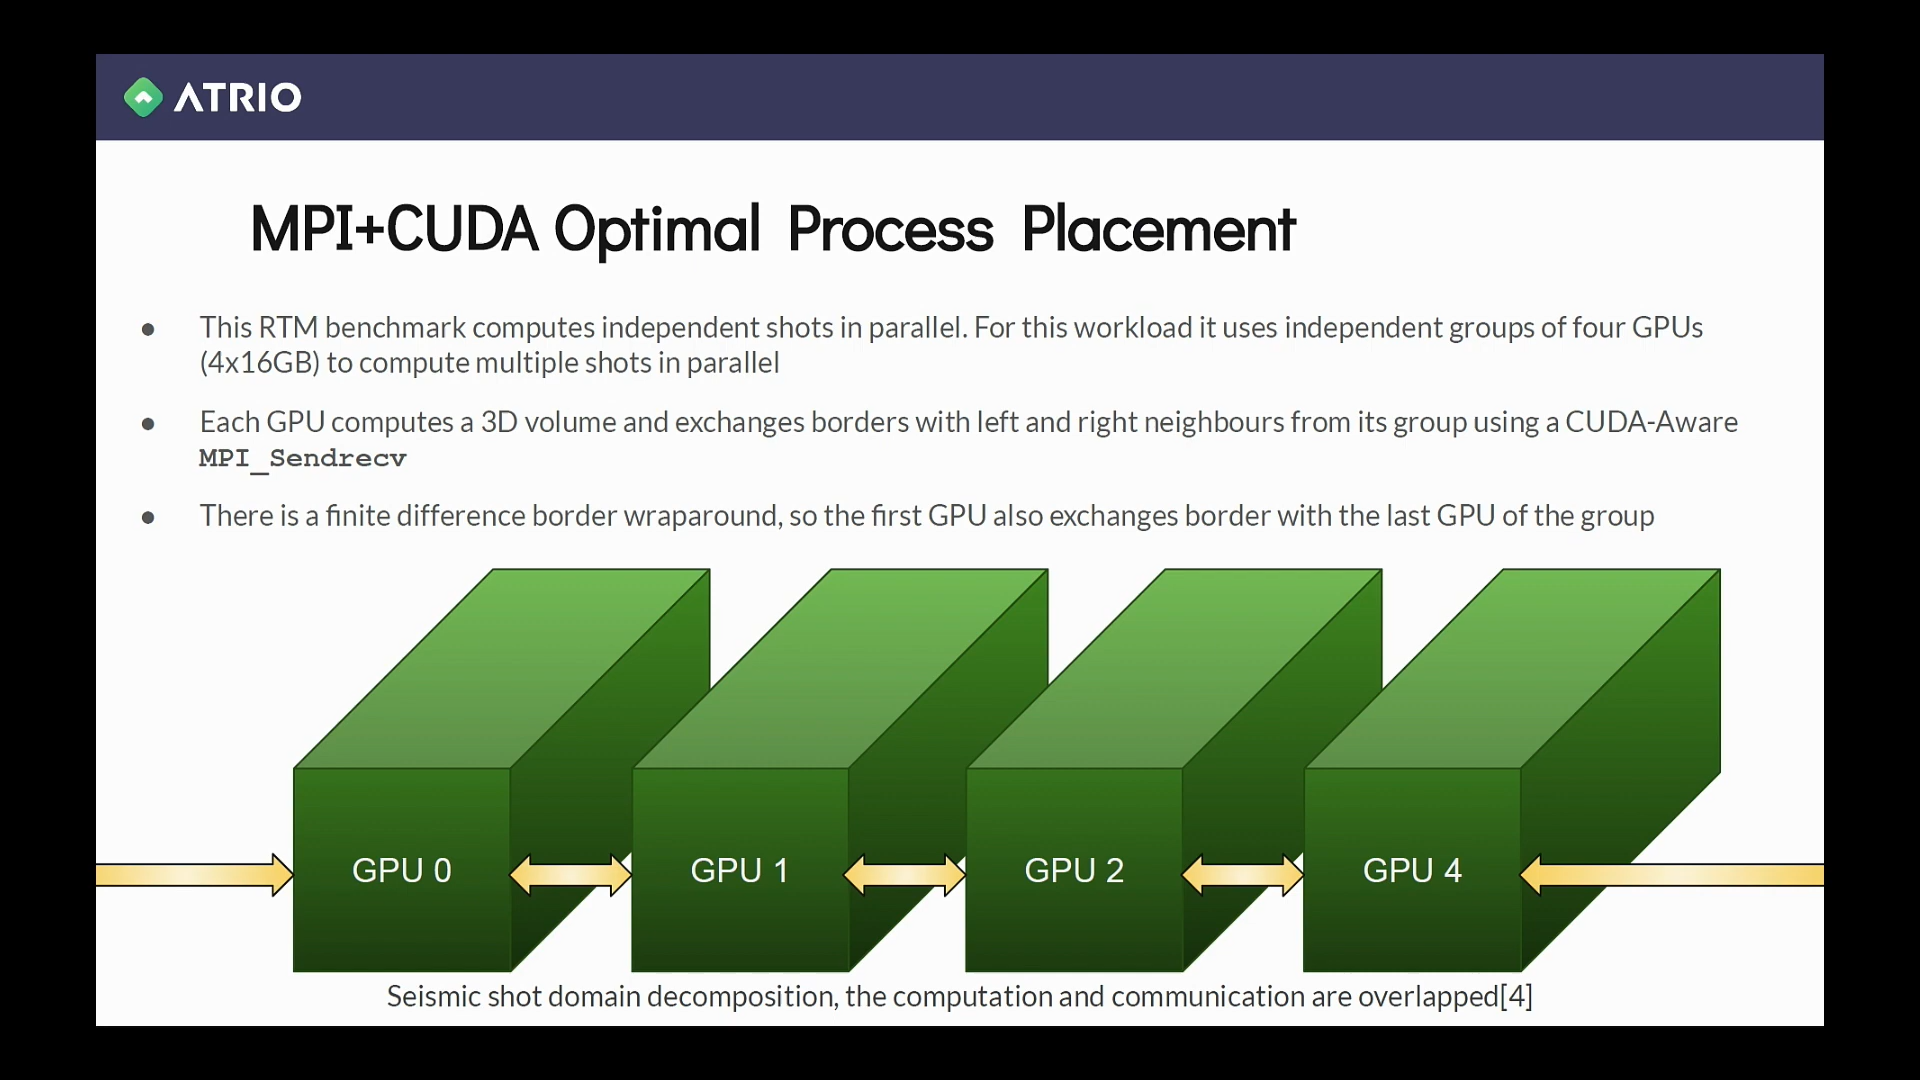 ATRIO
MPI+CUDA Optimal Process Placement
● This RTM benchmark computes independent shots in parallel. For this workload it uses independent groups of four GPUs
(4x16GB) to compute multiple shots in parallel
● Each GPU computes a 3D volume and exchanges borders with left and right neighbours from its group using a CUDA-Aware
MPI_Sendrecv
● There is a finite difference border wraparound, so the first GPU also exchanges border with the last GPU of the group
GPU 0
GPU 1
GPU 2
GPU 4
Seismic shot domain decomposition, the computation and communication are overlapped[4]